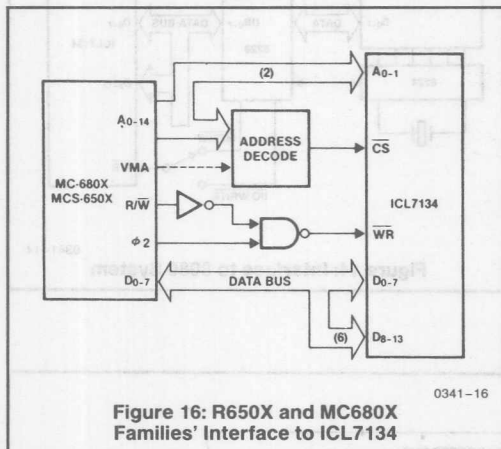 (2)
A0-1
A0-14
ADDRESS
DECODE
CS
VMA
MC-680X
MCS-650X
ICL7134
R/W
WR
ϕ2
D0-7
DATA BUS
D0-7
(6)
D8-13
0341-16
Figure 16: R650X and MC680X
Families' Interface to ICL7134